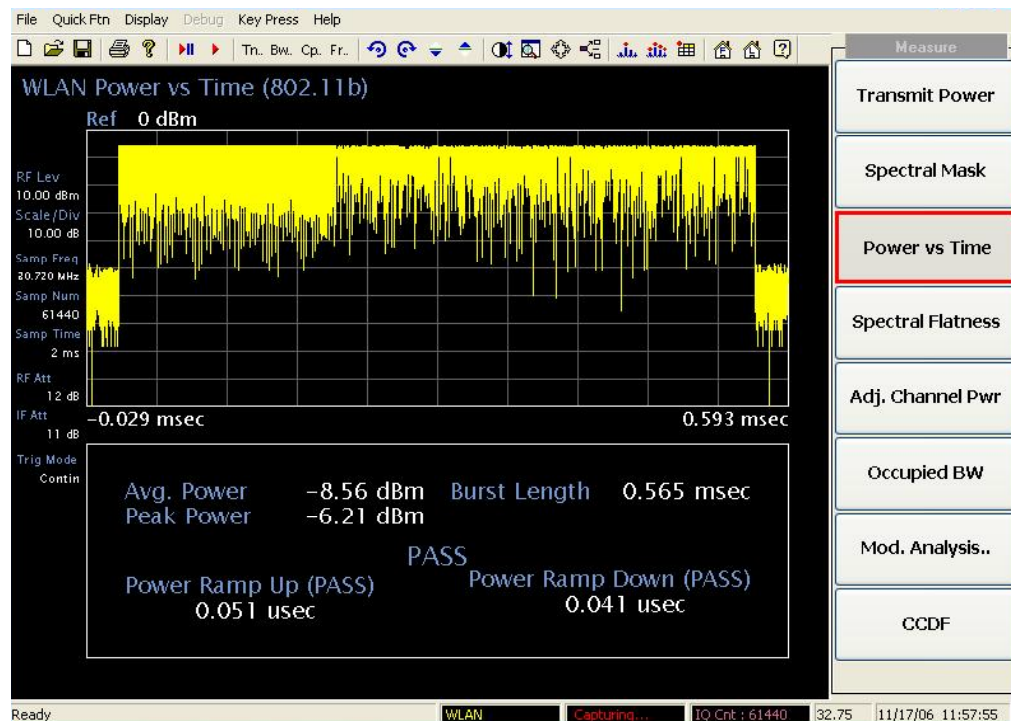 File Quick Ftn Display Debug Key Press Help
Tn.. Bw.. Cp.. Fr..
Measure
WLAN Power vs Time (802.11b)
Ref 0 dBm
RF Lev
10.00 dBm
Scale/Div
10.00 dB
Samp Freq
20.720 MHz
Samp Num
61440
Samp Time
2 ms
RF Att
12 dB
IF Att
11 dB
Trig Mode
Contin
-0.029 msec 0.593 msec
Avg. Power -8.56 dBm Burst Length 0.565 msec
Peak Power -6.21 dBm
PASS
Power Ramp Up (PASS) Power Ramp Down (PASS)
0.051 usec 0.041 usec
Transmit Power
Spectral Mask
Power vs Time
Spectral Flatness
Adj. Channel Pwr
Occupied BW
Mod. Analysis..
CCDF
Ready WLAN Capturing... IQ Cnt : 61440 32.75 11/17/06 11:57:55